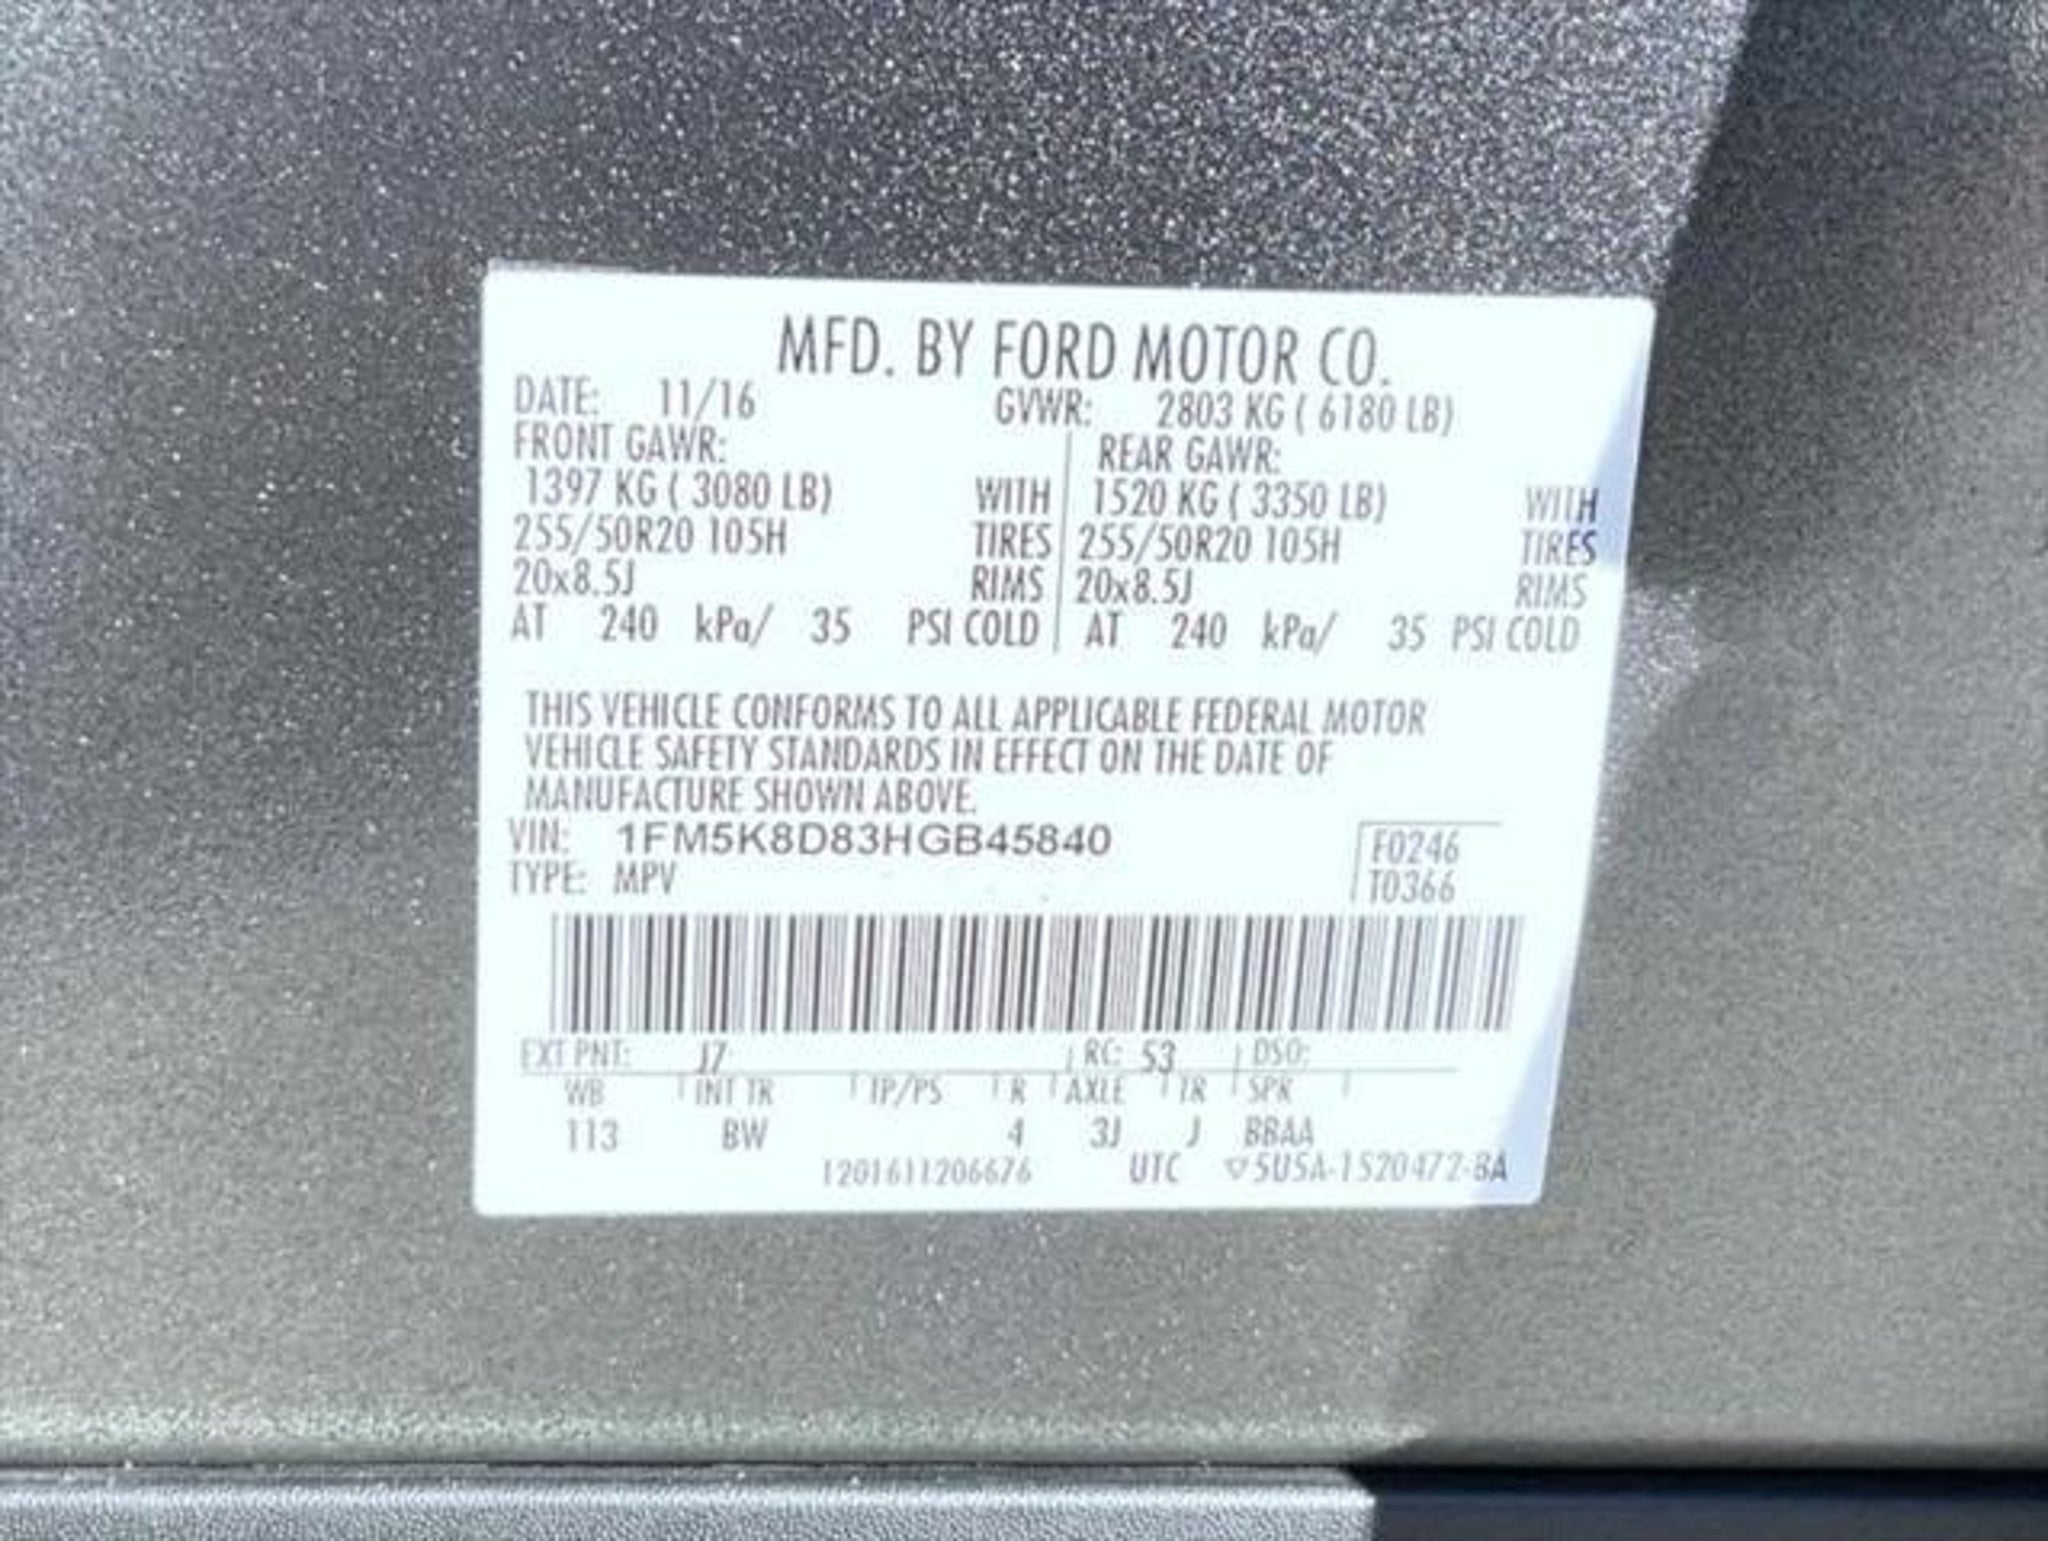 MFD. BY FORD MOTOR CO.
DATE: 11/16 GVWR: 2803 KG ( 6180 LB)
FRONT GAWR: REAR GAWR:
1397 KG ( 3080 LB) WITH 1520 KG ( 3350 LB) WITH
255/50R20 105H TIRES 255/50R20 105H TIRES
20x8.5J RIMS 20x8.5J RIMS
AT 240 kPa/ 35 PSI COLD AT 240 kPa/ 35 PSI COLD
THIS VEHICLE CONFORMS TO ALL APPLICABLE FEDERAL MOTOR
VEHICLE SAFETY STANDARDS IN EFFECT ON THE DATE OF
MANUFACTURE SHOWN ABOVE.
VIN: 1FM5K8D83HGB45840 F0246
TYPE: MPV T0366
EXT PNT: J7 RC: 53 DSO:
WB INT TR TP/PS R AXLE TR SPR
113 BW 4 3J J BBAA
1201611206676 UTC ▽5U5A-1520472-BA